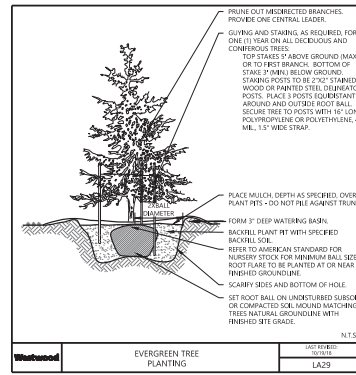 PRUNE OUT MISDIRECTED BRANCHES.
PROVIDE ONE CENTRAL LEADER.
GUYING AND STAKING, AS REQUIRED, FOR
ONE (1) YEAR ON ALL DECIDUOUS AND
CONIFEROUS TREES:
TOP STAKES 5' ABOVE GROUND (MAX
OR TO FIRST BRANCH. BOTTOM OF
STAKE 3' (MIN.) BELOW GROUND.
STAKING POSTS TO BE 2"X2" STAINED
WOOD OR PAINTED STEEL DELINEATO
POSTS. PLACE 3 POSTS EQUIDISTANT
AROUND AND OUTSIDE ROOT BALL.
SECURE TREE TO POSTS WITH 16" LON
POLYPROPYLENE OR POLYETHYLENE,
MIL, 1.5" WIDE STRAP.
2XBALL
DIAMETER
PLACE MULCH, DEPTH AS SPECIFIED, OVER
PLANT PITS - DO NOT PILE AGAINST TRUN
FORM 3" DEEP WATERING BASIN.
BACKFILL PLANT PIT WITH SPECIFIED
BACKFILL SOIL.
REFER TO AMERICAN STANDARD FOR
NURSERY STOCK FOR MINIMUM BALL SIZE
ROOT FLARE TO BE PLANTED AT OR NEAR
FINISHED GROUNDLINE.
SCARIFY SIDES AND BOTTOM OF HOLE.
SET ROOT BALL ON UNDISTURBED SUBSO
OR COMPACTED SOIL MOUND MATCHING
TREES NATURAL GROUNDLINE WITH
FINISHED SITE GRADE.
N.T.S
Westwood
EVERGREEN TREE
PLANTING
LAST REVISED:
10/19/18
LA29